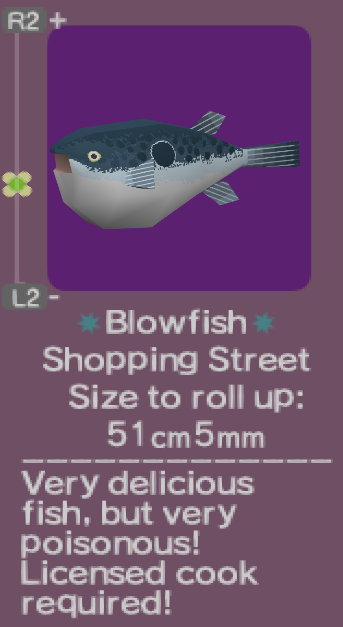 R2 +
L2 -
Blowfish
Shopping Street
Size to roll up:
51cm5mm
Very delicious
fish, but very
poisonous!
Licensed cook
required!